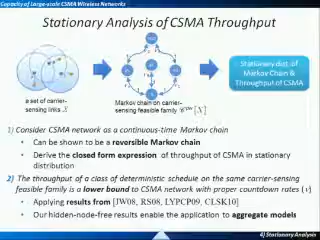 Capacity of Large-scale CSMA Wireless Networks
Stationary Analysis of CSMA Throughput
Stationary dist. of
Markov Chain &
Throughput of CSMA
a set of carrier-
sensing links X
Markov chain on carrier-
sensing feasible family
[X]
1) Consider CSMA network as a continuous-time Markov chain
• Can be shown to be a reversible Markov chain
• Derive the closed form expression of throughput of CSMA in stationary
distribution
2) The throughput of a class of deterministic schedule on the same carrier-sensing
feasible family is a lower bound to CSMA network with proper countdown rates
• Applying results from [JW08, RS08, LYPCP09, CLSK10]
• Our hidden-node-free results enable the application to aggregate models
4) Stationary Analysis